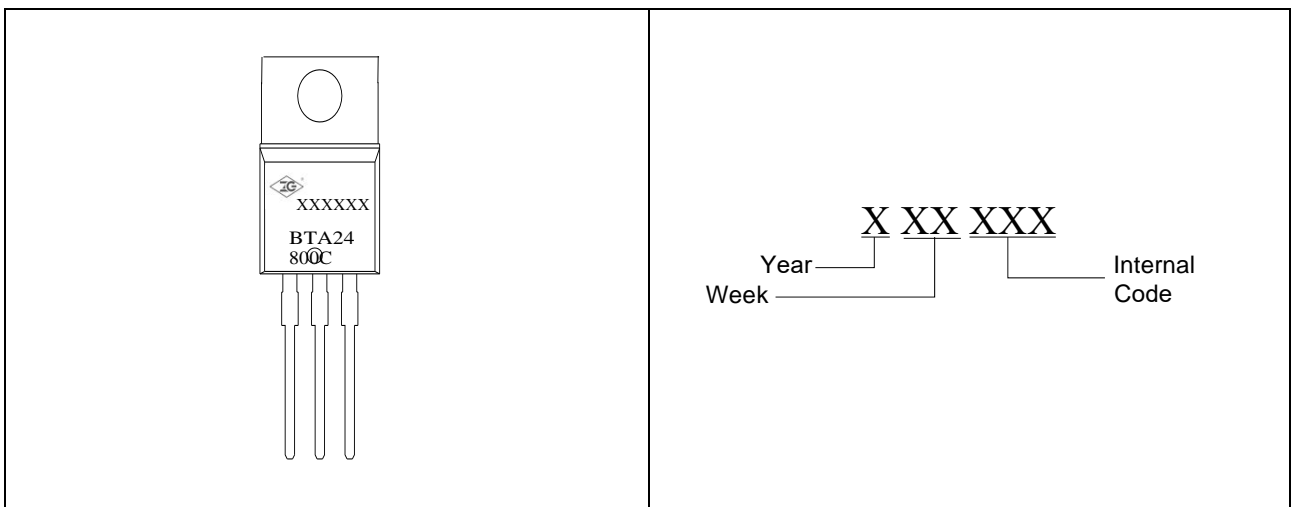 XXXXXX
BTA24
800C
X XX XXX
Year
Week
Internal
Code